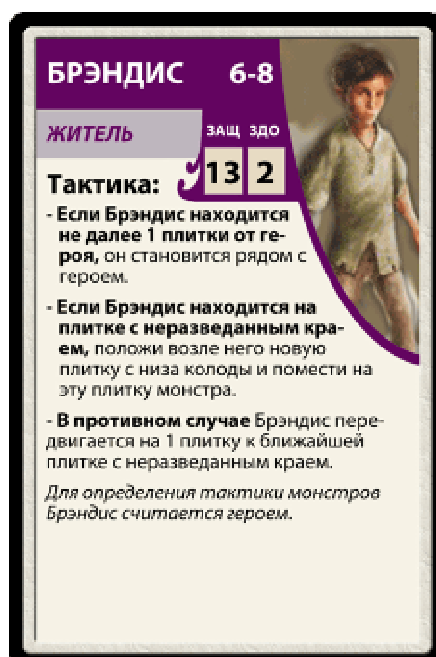 БРЭНДИС 6-8
ЖИТЕЛЬ
ЗАЩ ЗДО
Тактика: 13 2
- Если Брэндис находится
не далее 1 плитки от ге-
роя, он становится рядом с
героем.
- Если Брэндис находится на
плитке с неразведанным кра-
ем, положи возле него новую
плитку с низа колоды и помести на
эту плитку монстра.
- В противном случае Брэндис пере-
двигается на 1 плитку к ближайшей
плитке с неразведанным краем.
Для определения тактики монстров
Брэндис считается героем.